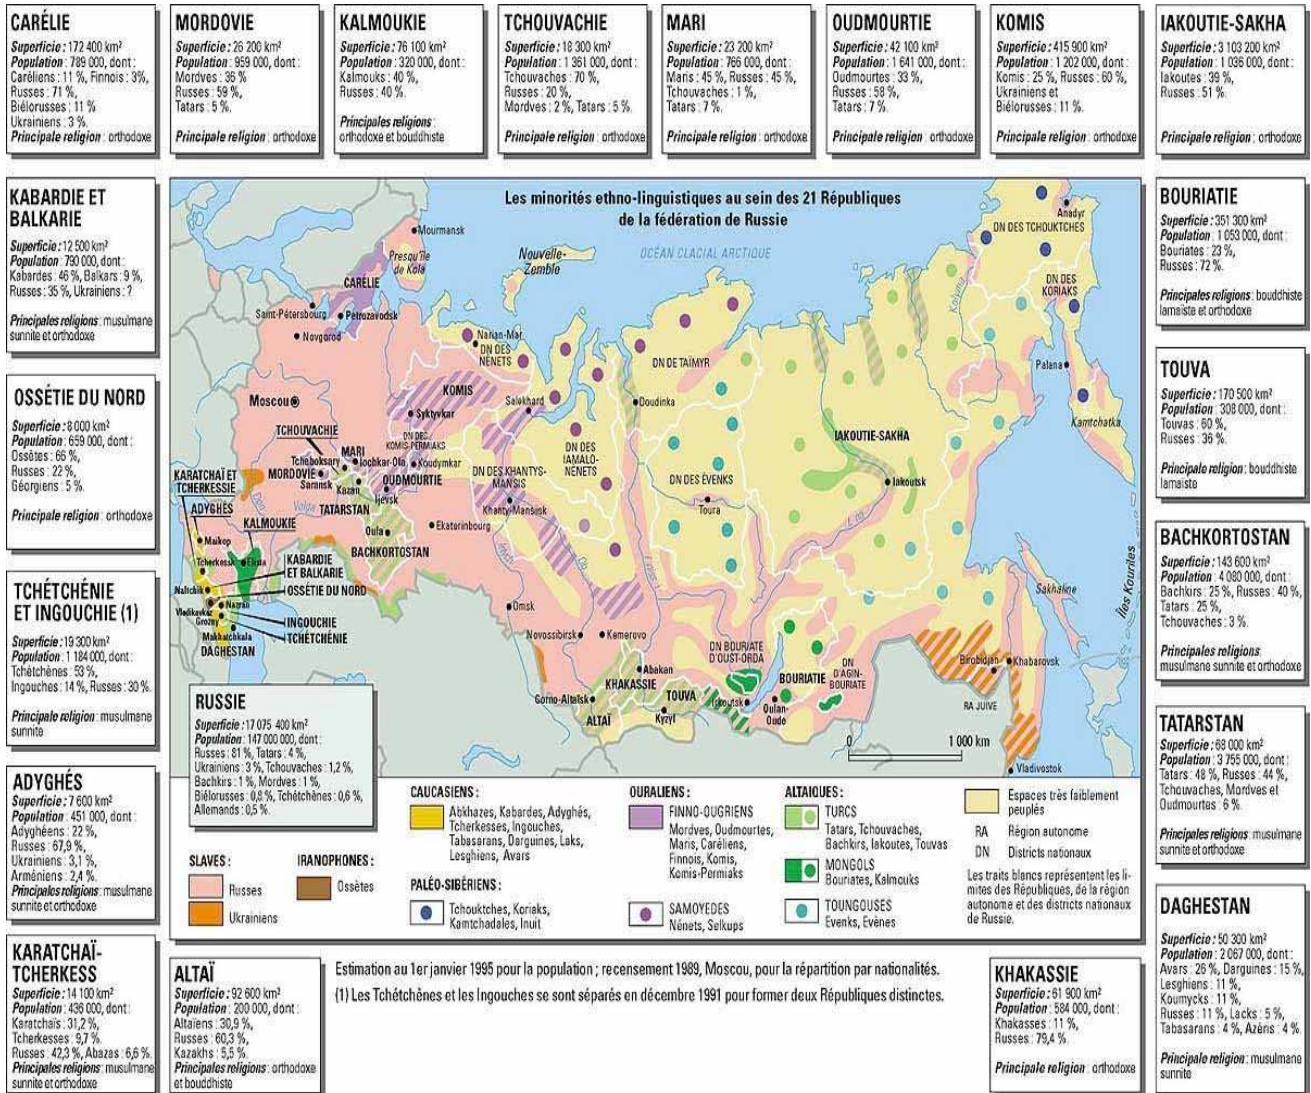 CARÉLIE
Superficie : 172 400 km²
Population : 789 000, dont :
Caréliens : 11 %, Finnois : 3%,
Russes : 71 %,
Biélorusses : 11 %
Ukrainiens : 3 %.
Principale religion : orthodoxe
MORDOVIE
Superficie : 26 200 km²
Population : 959 000, dont :
Mordves : 36 %
Russes : 59 %,
Tatars : 5 %.
Principale religion : orthodoxe
KALMOUKIE
Superficie : 76 100 km²
Population : 320 000, dont :
Kalmouks : 40 %,
Russes : 40 %.
Principales religions :
orthodoxe et bouddhiste
TCHOUVACHIE
Superficie : 18 300 km²
Population : 1 361 000, dont :
Tchouvaches : 70 %,
Russes : 20 %,
Mordves : 2 %, Tatars : 5 %.
Principale religion : orthodoxe
MARI
Superficie : 23 200 km²
Population : 766 000, dont :
Maris : 45 %, Russes : 45 %,
Tchouvaches : 1 %,
Tatars : 7 %.
Principale religion : orthodoxe
OUDMOURTIE
Superficie : 42 100 km²
Population : 1 641 000, dont :
Oudmourtes : 33 %,
Russes : 58 %,
Tatars : 7 %.
Principale religion : orthodoxe
KOMIS
Superficie : 415 900 km²
Population : 1 202 000, dont :
Komis : 25 %, Russes : 60 %,
Ukrainiens et
Biélorusses : 11 %.
Principale religion : orthodoxe
IAKOUTIE-SAKHA
Superficie : 3 103 200 km²
Population : 1 036 000, dont :
Iakoutes : 39 %,
Russes : 51 %.
Principale religion : orthodoxe
KABARDIE ET
BALKARIE
Superficie : 12 500 km²
Population : 790 000, dont :
Kabardes : 46 %, Balkars : 9 %,
Russes : 35 %, Ukrainiens : ?
Principales religions : musulmane
sunnite et orthodoxe
OSSÉTIE DU NORD
Superficie : 8 000 km²
Population : 659 000, dont :
Ossètes : 66 %,
Russes : 22 %,
Géorgiens : 5 %.
Principale religion : orthodoxe
TCHÉTCHÉNIE
ET INGOUCHIE (1)
Superficie : 19 300 km²
Population : 1 184 000, dont :
Tchétchènes : 53 %,
Ingouches : 14 %, Russes : 30 %.
Principale religion : musulmane
sunnite
ADYGHÉS
Superficie : 7 600 km²
Population : 451 000, dont :
Adyghéens : 22 %,
Russes : 67,9 %,
Ukrainiens : 3,1 %,
Arméniens : 2,4 %.
Principales religions : musulmane
sunnite et orthodoxe
KARATCHAÏ-
TCHERKESS
Superficie : 14 100 km²
Population : 436 000, dont :
Karatchaïs : 31,2 %,
Tcherkesses : 9,7 %.
Russes : 42,3 %, Abazas : 6,6 %.
Principales religions : musulmane
sunnite et orthodoxe
Les minorités ethno-linguistiques au sein des 21 Républiques
de la fédération de Russie
OCÉAN GLACIAL ARCTIQUE
Mourmansk
Presqu'île
de Kola
Nouvelle-
Zemble
Anadyr
DN DES TCHOUKTCHES
DN DES
KORIAKS
Kolyma
CARÉLIE
Saint-Pétersbourg
Petrozavodsk
Novgorod
Narian-Mar
DN DES
NÉNETS
DN DE TAÏMYR
Palana
Kamtchatka
Moscou
KOMIS
Syktyvkar
Salekhard
Doudinka
IAKOUTIE-SAKHA
TCHOUVACHIE
MARI
DN DES
KOMIS-PERMIAKS
Tcheboksary
Iochkar-Ola
Koudymkar
DN DES
IAMALO-
NÉNETS
MORDOVIE
Saransk
Kazan
OUDMOURTIE
Ijevsk
DN DES KHANTYS-
MANSIS
Khanty-Mansiisk
DN DES ÉVENKS
Toura
Iakoutsk
KARATCHAÏ ET
TCHERKESSIE
ADYGHÉS
KALMOUKIE
Don
Volga
TATARSTAN
Oufa
BACHKORTOSTAN
Ekaterinbourg
Irtych
Ob
Lena
Maikop
Tcherkessk
Elista
KABARDIE
ET BALKARIE
Naltchik
OSSÉTIE DU NORD
Vladikavkaz
Nazran
INGOUCHIE
Grozny
TCHÉTCHÉNIE
Makhatchkala
DAGHESTAN
Omsk
Novossibirsk
Kemerovo
Sakhaline
Îles Kouriles
DN BOURIATE
D'OUST-ORDA
DN
D'AGIN-
BOURIATE
Birobidjan
Khabarovsk
Abakan
KHAKASSIE
TOUVA
BOURIATIE
Gorno-Altaïsk
ALTAÏ
Kyzyl
Iskoutsk
Oulan-
Oude
RA JUIVE
Vladivostok
0
1 000 km
RUSSIE
Superficie : 17 075 400 km²
Population : 147 000 000, dont :
Russes : 81 %, Tatars : 4 %,
Ukrainiens : 3 %, Tchouvaches : 1,2 %,
Bachkirs : 1 %, Mordves : 1 %,
Biélorusses : 0,8 %, Tchétchènes : 0,6 %,
Allemands : 0,5 %.
SLAVES :
Russes
Ukrainiens
IRANOPHONES :
Ossètes
CAUCASIENS :
Abkhazes, Kabardes, Adyghés,
Tcherkesses, Ingouches,
Tabasarans, Darguines, Laks,
Lesghiens, Avars
PALÉO-SIBÉRIENS :
Tchouktches, Koriaks,
Kamtchadales, Inuit
OURALIENS :
FINNO-OUGRIENS
Mordves, Oudmourtes,
Maris, Caréliens,
Finnois, Komis,
Komis-Permiaks
SAMOYEDES
Nénets, Selkups
ALTAIQUES :
TURCS
Tatars, Tchouvaches,
Bachkirs, Iakoutes, Touvas
MONGOLS
Bouriates, Kalmouks
TOUNGOUSES
Evenks, Evènes
Espaces très faiblement
peuplés
RA Région autonome
DN Districts nationaux
Les traits blancs représentent les li-
mites des Républiques, de la région
autonome et des districts nationaux
de Russie.
BOURIATIE
Superficie : 351 300 km²
Population : 1 053 000, dont :
Bouriates : 23 %,
Russes : 72 %.
Principale religion : bouddhiste
lamaïste et orthodoxe
TOUVA
Superficie : 170 500 km²
Population : 308 000, dont :
Touvas : 60 %,
Russes : 36 %.
Principale religion : bouddhiste
lamaiste
BACHKORTOSTAN
Superficie : 143 600 km²
Population : 4 080 000, dont :
Bachkirs : 25 %, Russes : 40 %,
Tatars : 25 %,
Tchouvaches : 3 %.
Principales religions :
musulmane sunnite et orthodoxe
TATARSTAN
Superficie : 68 000 km²
Population : 3 755 000, dont :
Tatars : 48 %, Russes : 44 %,
Tchouvaches, Mordves et
Oudmourtes : 6 %.
Principales religions : musulmane
sunnite et orthodoxe
DAGHESTAN
Superficie : 50 300 km²
Population : 2 067 000, dont :
Avars : 26 %, Darguines : 15 %,
Lesghiens : 11 %,
Koumycks : 11 %,
Russes : 11 %, Lacks : 5 %,
Tabasarans : 4 %, Azéris : 4 %.
Principale religion : musulmane
sunnite
ALTAÏ
Superficie : 92 600 km²
Population : 200 000, dont :
Altaïens : 30,9 %,
Russes : 60,3 %,
Kazakhs : 5,5 %.
Principales religions : orthodoxe
et bouddhiste
Estimation au 1er janvier 1995 pour la population ; recensement 1989, Moscou, pour la répartition par nationalités.
(1) Les Tchétchènes et les Ingouches se sont séparés en décembre 1991 pour former deux Républiques distinctes.
KHAKASSIE
Superficie : 61 900 km²
Population : 584 000, dont :
Khakasses : 11 %,
Russes : 79,4 %.
Principale religion : orthodoxe